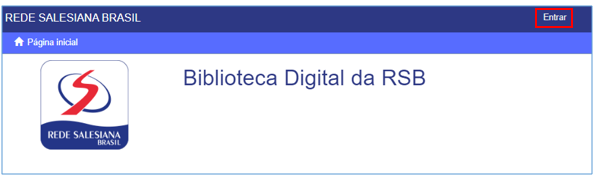 REDE SALESIANA BRASIL Entrar
Página inicial
Biblioteca Digital da RSB
REDE SALESIANA
BRASIL